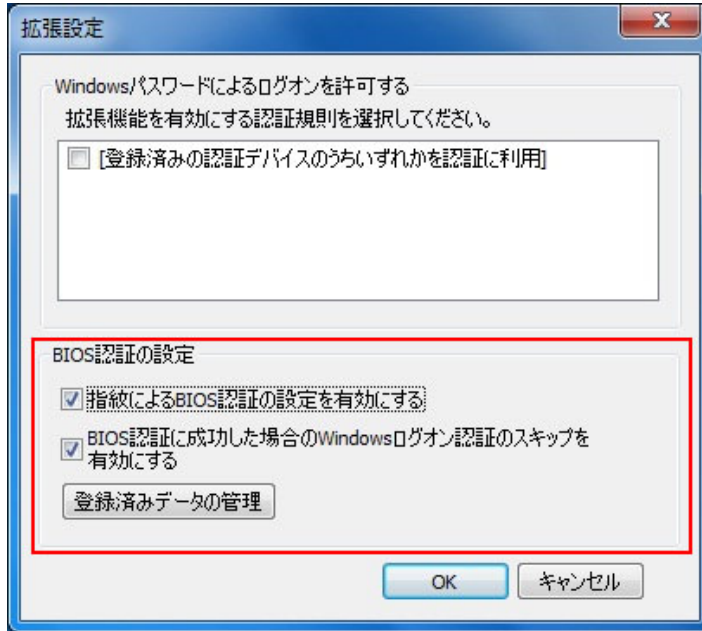 拡張設定
Windowsパスワードによるログオンを許可する
拡張機能を有効にする認証規則を選択してください。
[登録済みの認証デバイスのうちいずれかを認証に利用]
BIOS認証の設定
指紋によるBIOS認証の設定を有効にする
BIOS認証に成功した場合のWindowsログオン認証のスキップを
有効にする
登録済みデータの管理
OK
キャンセル